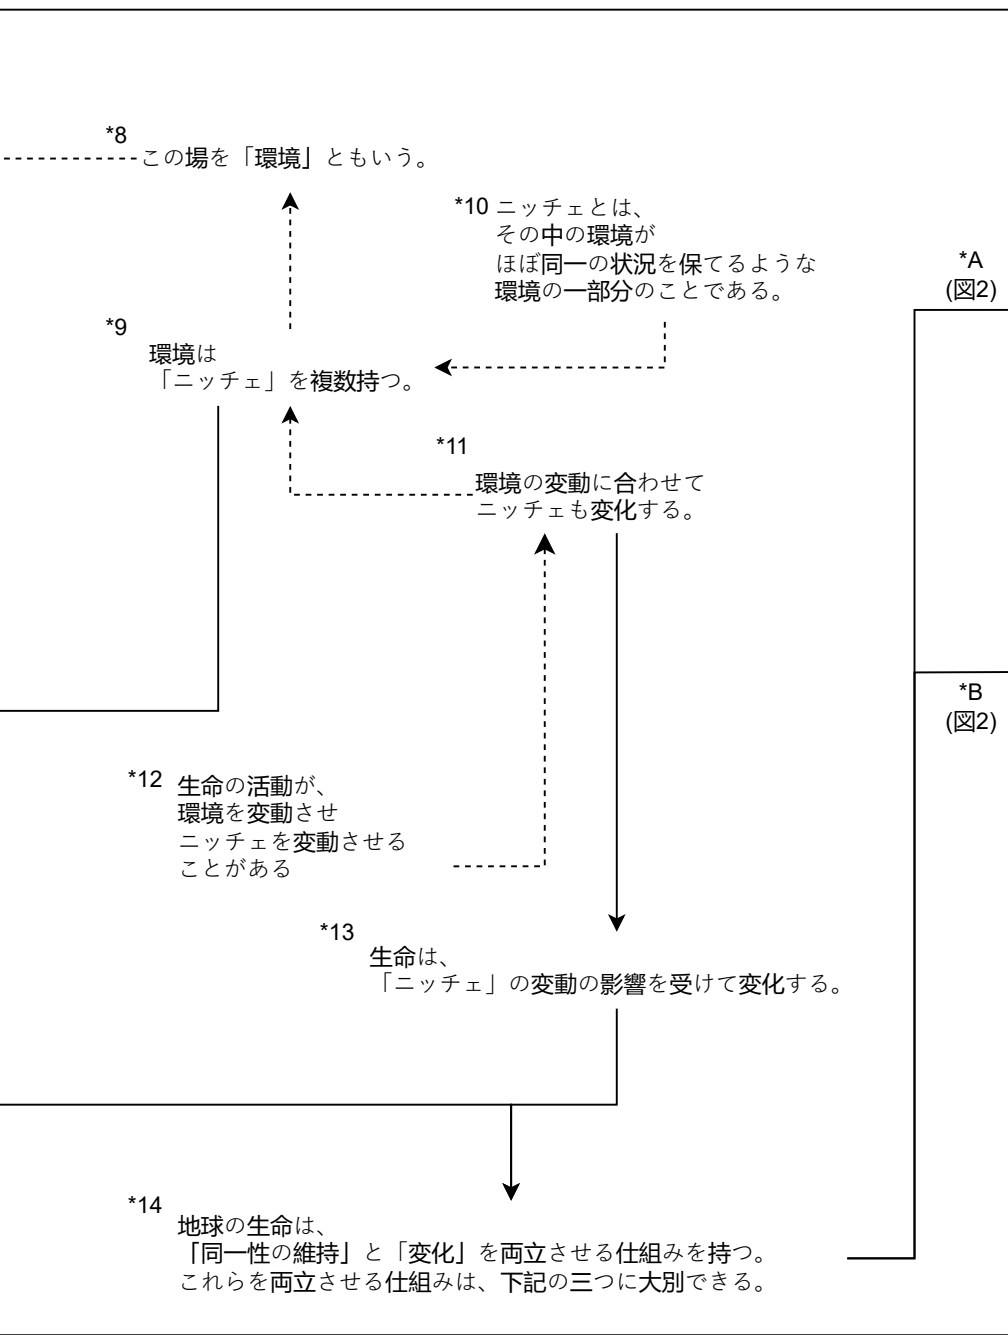 *8
この場を「環境」ともいう。
*10 ニッチェとは、
その中の環境が
ほぼ同一の状況を保てるような
環境の一部分のことである。
*A
(図2)
*9
環境は
「ニッチェ」を複数持つ。
*11
環境の変動に合わせて
ニッチェも変化する。
*B
(図2)
*12 生命の活動が、
環境を変動させ
ニッチェを変動させる
ことがある
*13
生命は、
「ニッチェ」の変動の影響を受けて変化する。
*14
地球の生命は、
「同一性の維持」と「変化」を両立させる仕組みを持つ。
これらを両立させる仕組みは、下記の三つに大別できる。